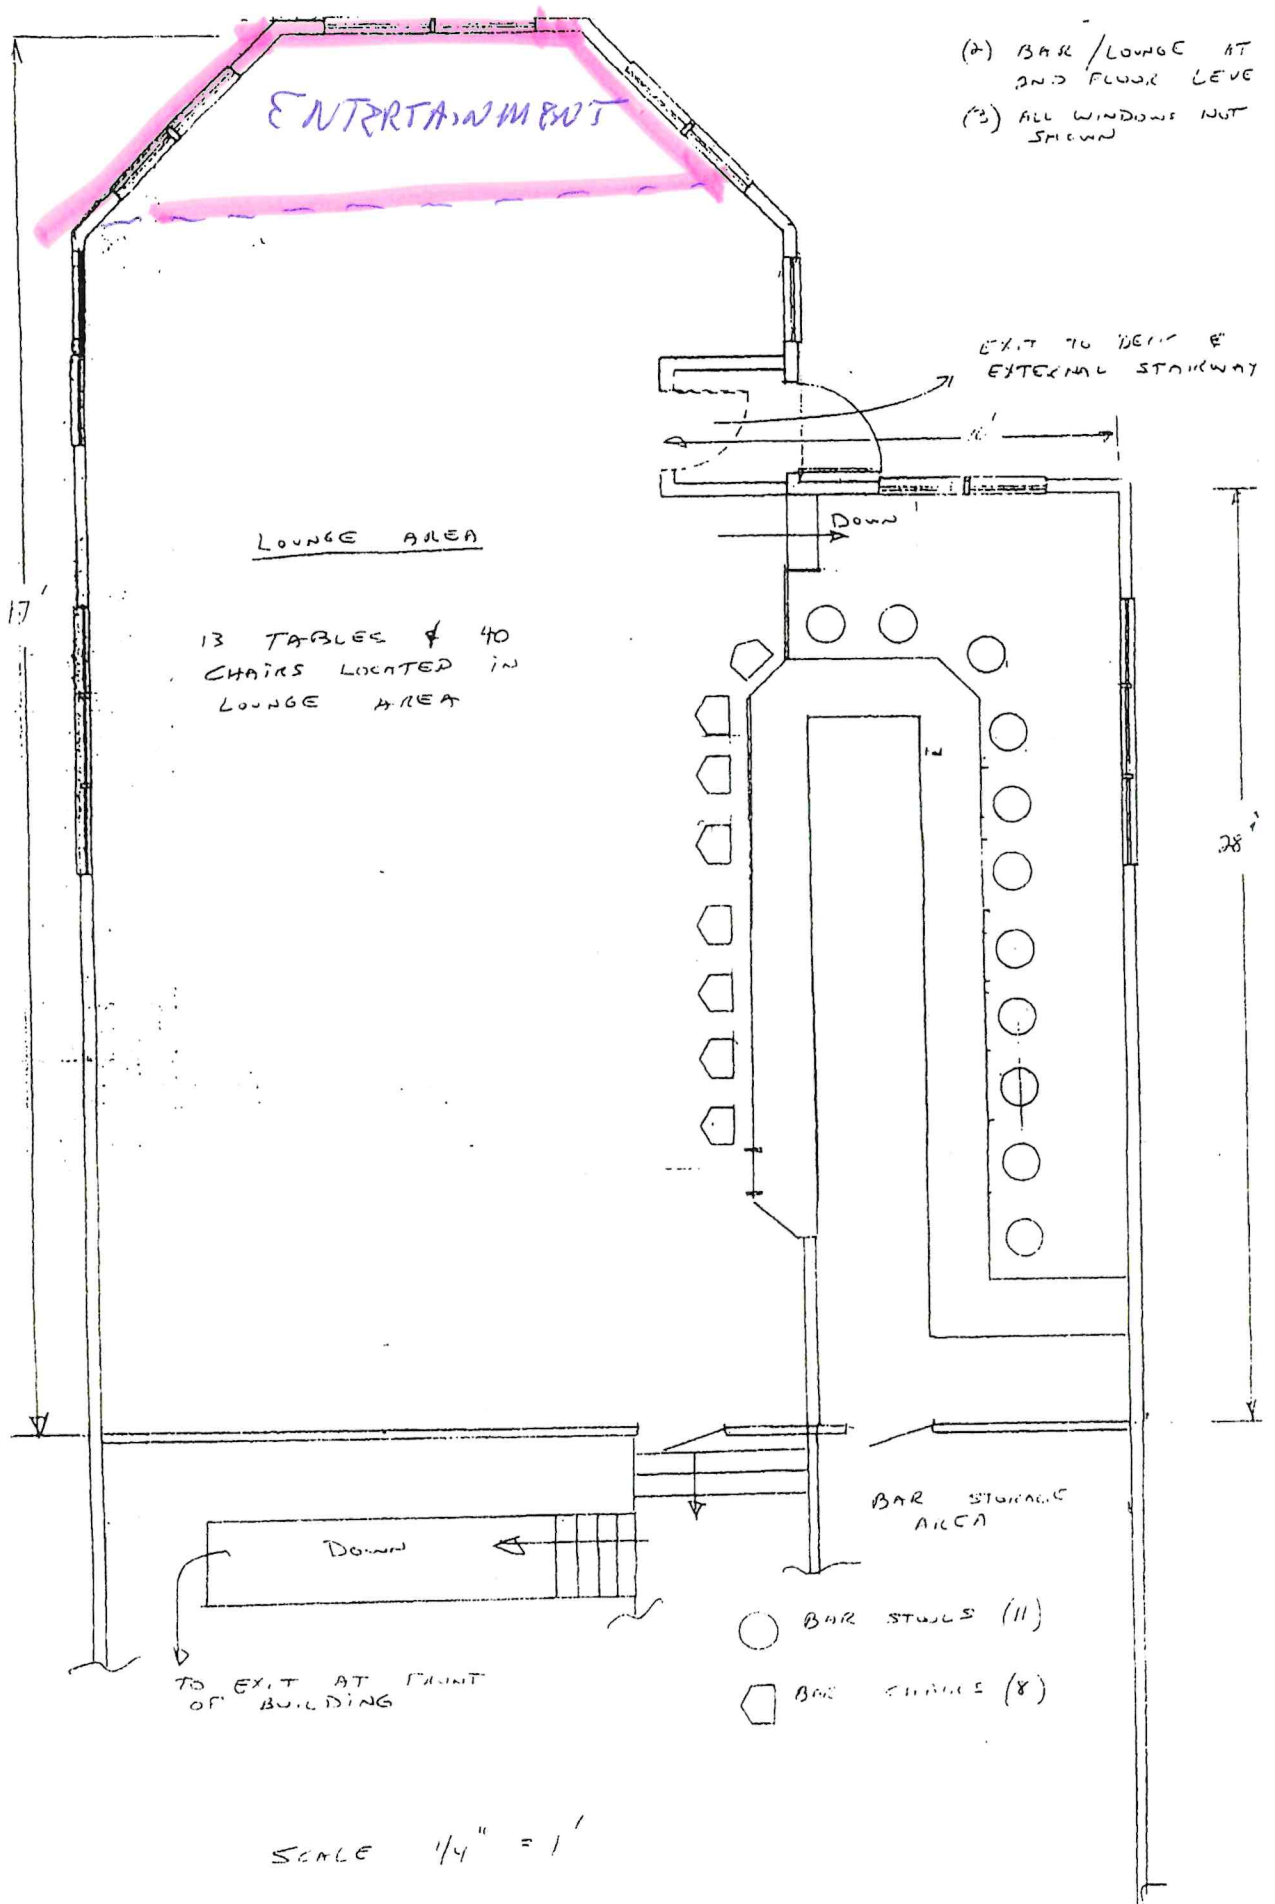 (2) BAR / LOUNGE AT
2ND FLOOR LEVE
(3) ALL WINDOWS NOT
SHOWN
ENTERTAINMENT
EXIT TO DECK &
EXTERNAL STAIRWAY
16'
DOWN
LOUNGE AREA
17'
13 TABLES & 40
CHAIRS LOCATED IN
LOUNGE AREA
28'
BAR STORAGE
AREA
DOWN
BAR STOOLS (11)
TO EXIT AT FRONT
OF BUILDING
BAR CHAIRS (8)
SCALE 1/4" = 1'